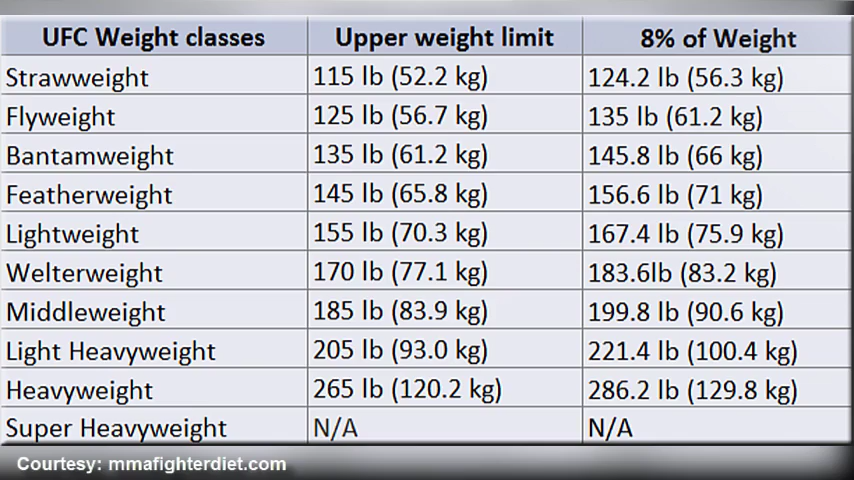 UFC Weight classes Upper weight limit 8% of Weight
Strawweight 115 lb (52.2 kg) 124.2 lb (56.3 kg)
Flyweight 125 lb (56.7 kg) 135 lb (61.2 kg)
Bantamweight 135 lb (61.2 kg) 145.8 lb (66 kg)
Featherweight 145 lb (65.8 kg) 156.6 lb (71 kg)
Lightweight 155 lb (70.3 kg) 167.4 lb (75.9 kg)
Welterweight 170 lb (77.1 kg) 183.6lb (83.2 kg)
Middleweight 185 lb (83.9 kg) 199.8 lb (90.6 kg)
Light Heavyweight 205 lb (93.0 kg) 221.4 lb (100.4 kg)
Heavyweight 265 lb (120.2 kg) 286.2 lb (129.8 kg)
Super Heavyweight N/A N/A
Courtesy: mmafighterdiet.com